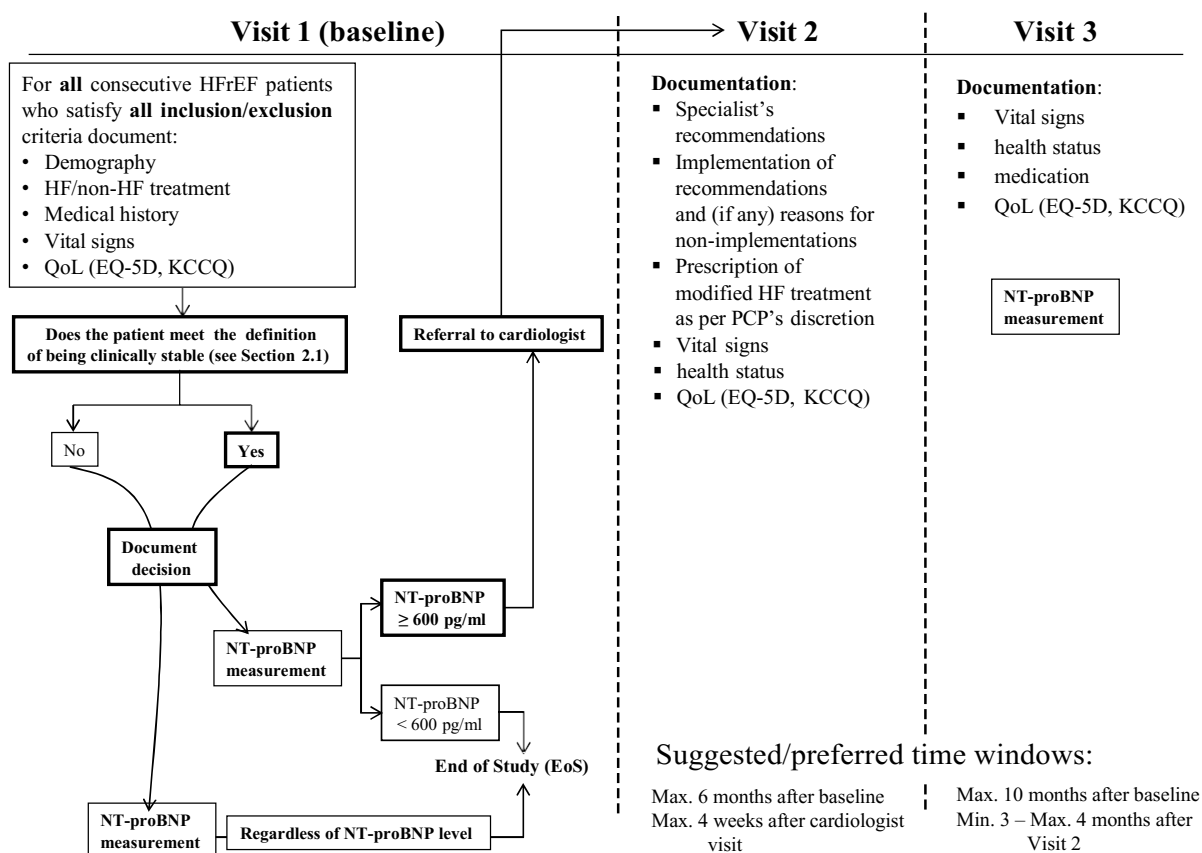 Visit 1 (baseline)
For all consecutive HFrEF patients
who satisfy all inclusion/exclusion
criteria document:
• Demography
• HF/non-HF treatment
• Medical history
• Vital signs
• QoL (EQ-5D, KCCQ)
Does the patient meet the definition
of being clinically stable (see Section 2.1)
No
Yes
Document
decision
NT-proBNP
measurement
NT-proBNP
≥ 600 pg/ml
NT-proBNP
< 600 pg/ml
Referral to cardiologist
End of Study (EoS)
NT-proBNP
measurement
Regardless of NT-proBNP level
Visit 2
Documentation:
▪ Specialist's
recommendations
▪ Implementation of
recommendations
and (if any) reasons for
non-implementations
▪ Prescription of
modified HF treatment
as per PCP's discretion
▪ Vital signs
▪ health status
▪ QoL (EQ-5D, KCCQ)
Visit 3
Documentation:
▪ Vital signs
▪ health status
▪ medication
▪ QoL (EQ-5D, KCCQ)
NT-proBNP
measurement
Suggested/preferred time windows:
Max. 6 months after baseline
Max. 4 weeks after cardiologist
visit
Max. 10 months after baseline
Min. 3 – Max. 4 months after
Visit 2